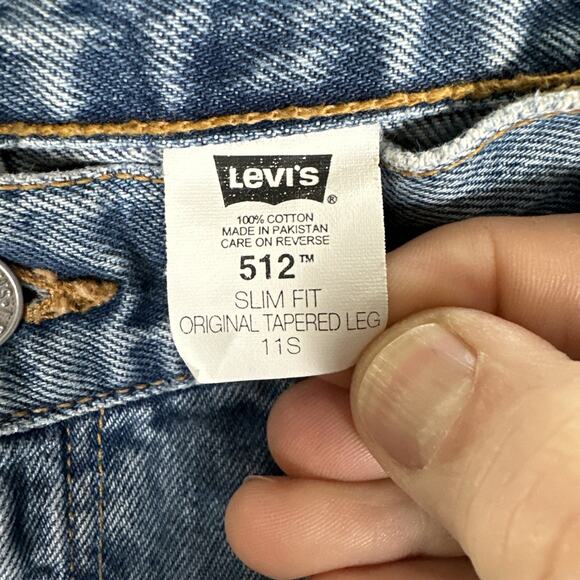 Levi's ®
100% COTTON
MADE IN PAKISTAN
CARE ON REVERSE
512™
SLIM FIT
ORIGINAL TAPERED LEG
11S